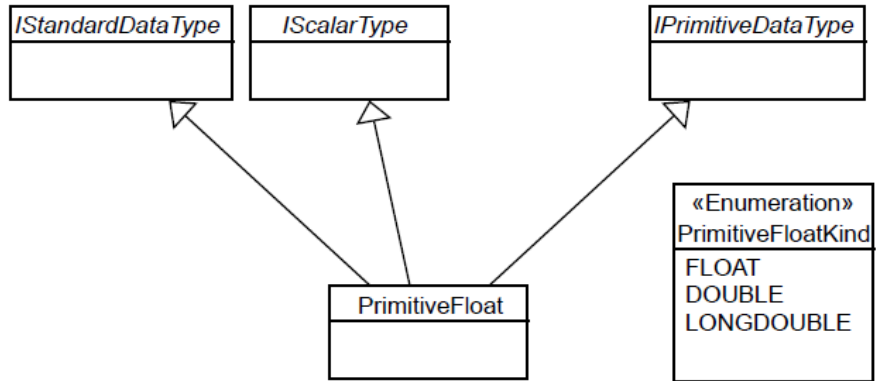 IStandardDataType
IScalarType
IPrimitiveDataType
«Enumeration»
PrimitiveFloatKind
FLOAT
DOUBLE
LONGDOUBLE
PrimitiveFloat